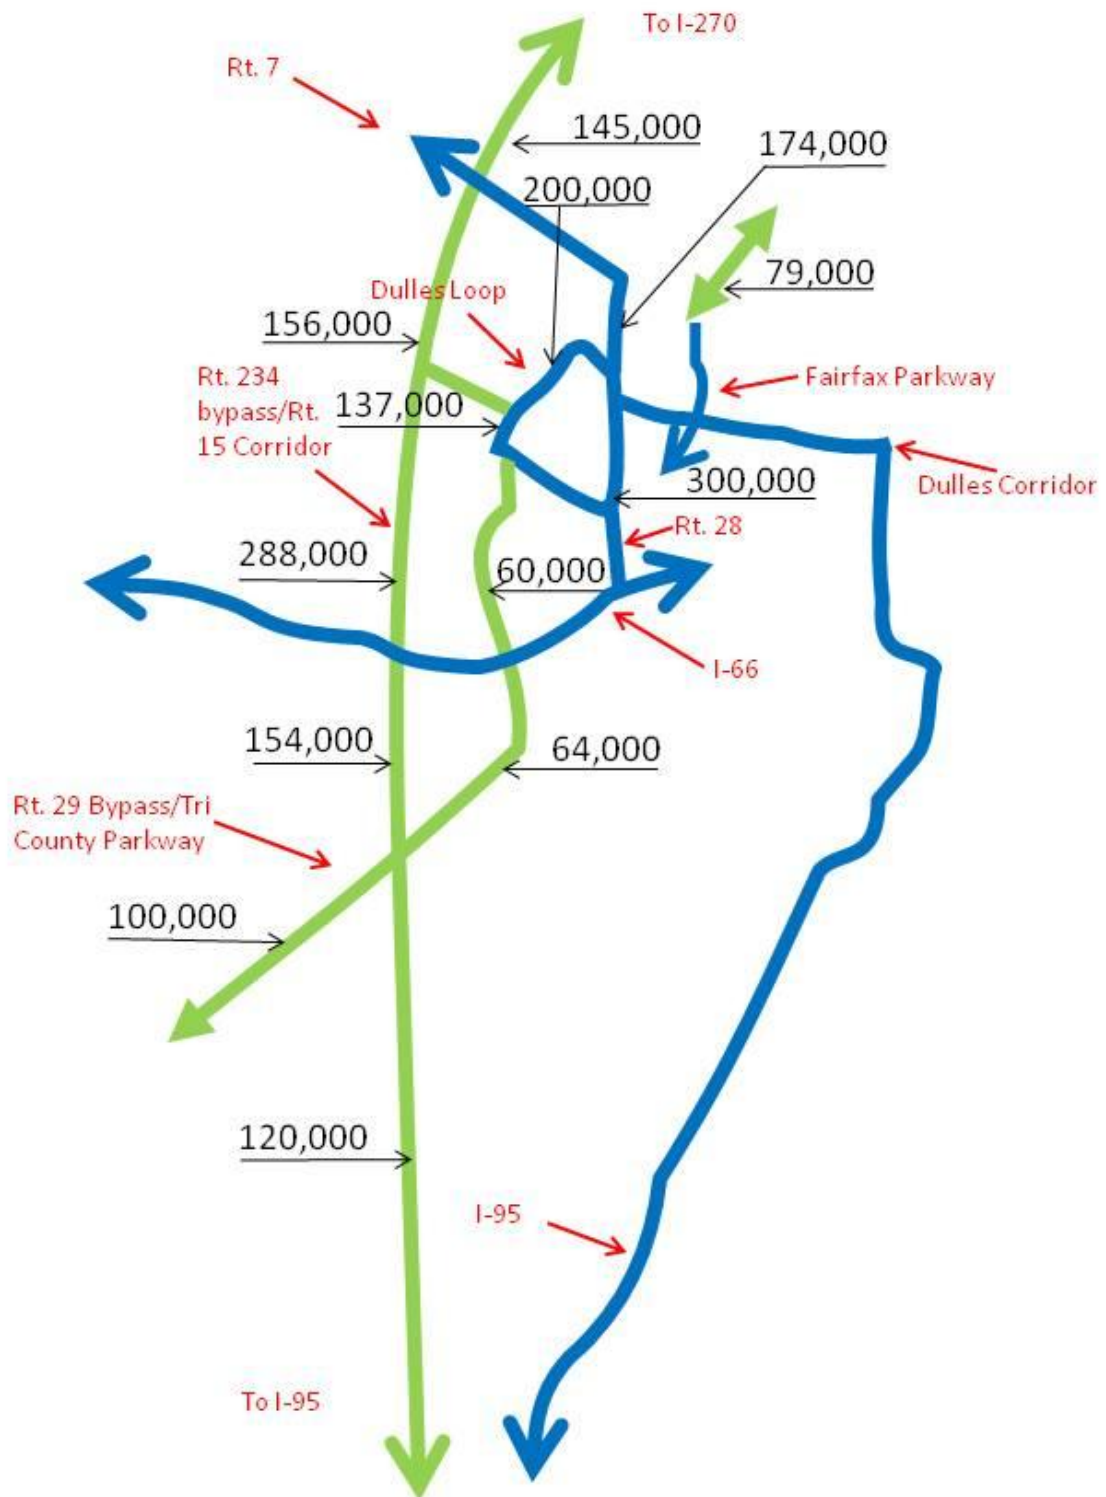 To I-270
Rt. 7
145,000
174,000
200,000
79,000
Dulles Loop
156,000
Rt. 234
bypass/Rt.
15 Corridor
Fairfax Parkway
137,000
300,000
Dulles Corridor
Rt. 28
288,000
60,000
I-66
154,000
64,000
Rt. 29 Bypass/Tri
County Parkway
100,000
120,000
I-95
To I-95